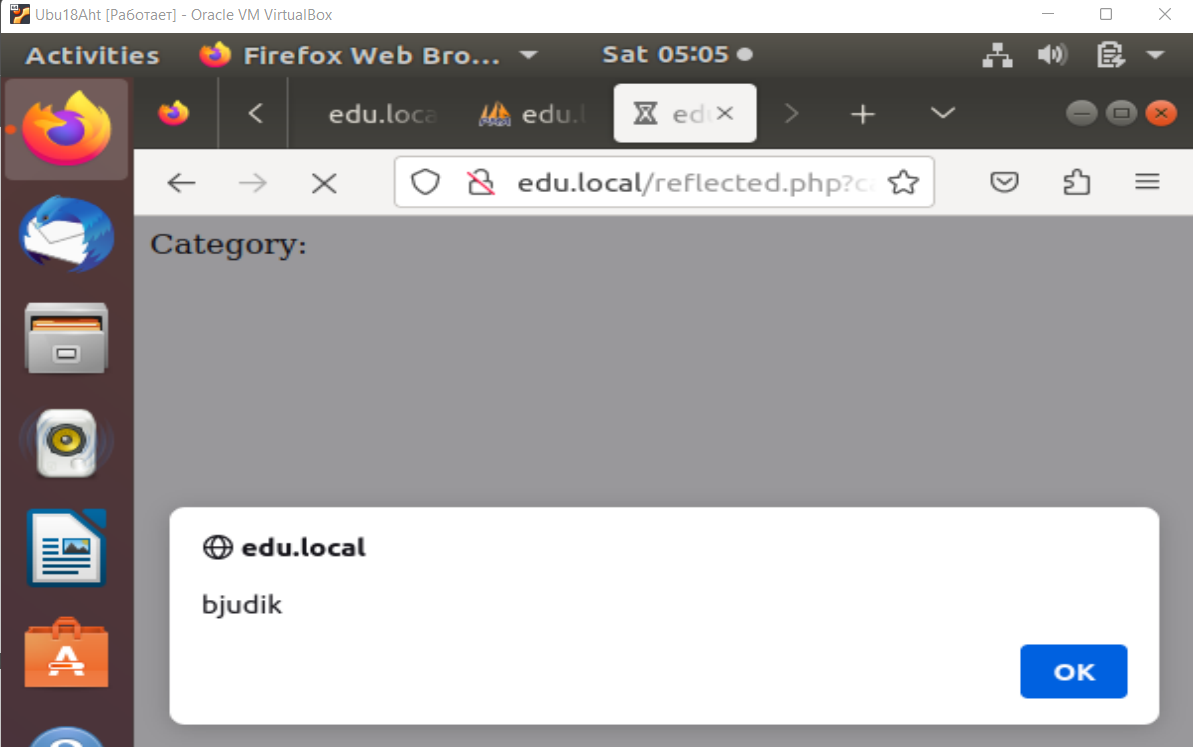 Ubu18Aht [Работает] - Oracle VM VirtualBox
Activities Firefox Web Bro... Sat 05:05
edu.loca edu.l edu
edu.local/reflected.php?ca
Category:
edu.local
bjudik
OK